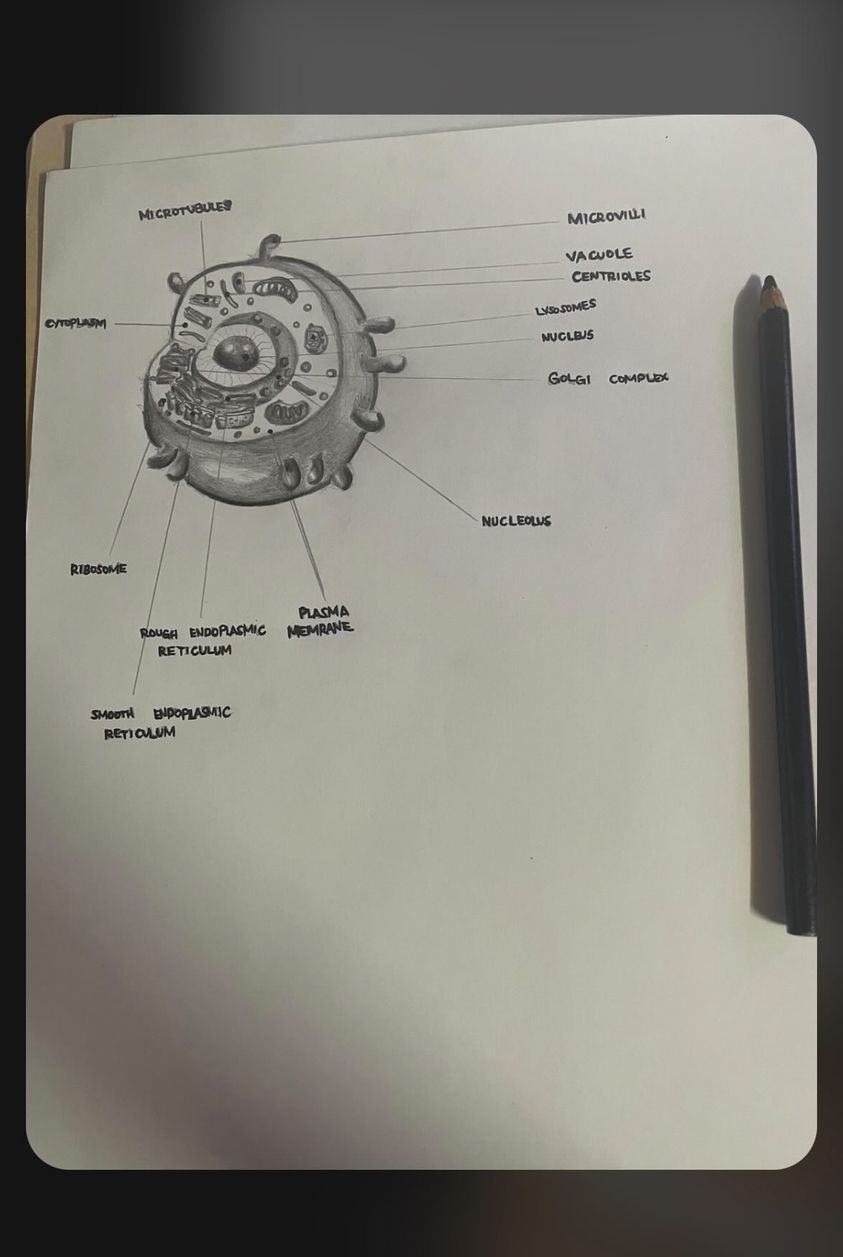 MICROTUBULES
MICROVILLI
VACUOLE
CENTRIOLES
LYSOSOMES
CYTOPLASM
NUCLEUS
GOLGI COMPLEX
NUCLEOLUS
RIBOSOME
PLASMA
MEMRANE
ROUGH ENDOPLASMIC
RETICULUM
SMOOTH ENDOPLASMIC
RETICULUM